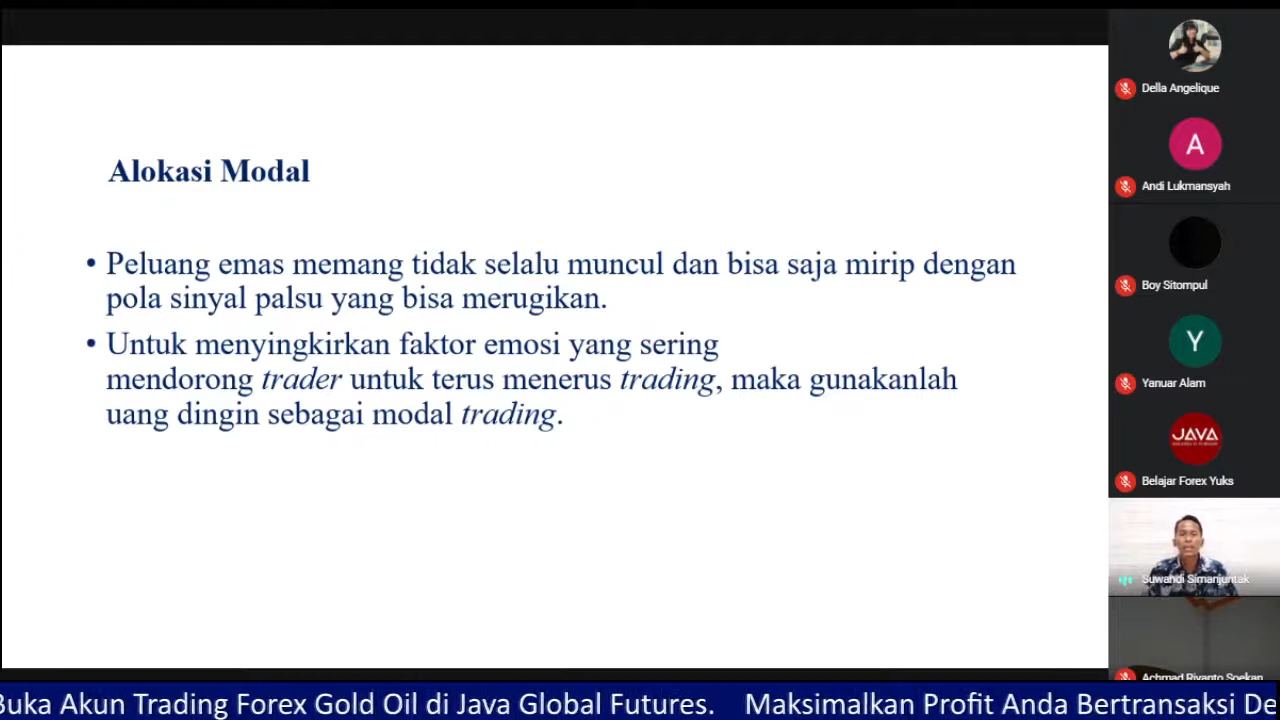 Alokasi Modal
• Peluang emas memang tidak selalu muncul dan bisa saja mirip dengan
pola sinyal palsu yang bisa merugikan.
• Untuk menyingkirkan faktor emosi yang sering
mendorong trader untuk terus menerus trading, maka gunakanlah
uang dingin sebagai modal trading.
Della Angelique
A
Andi Lukmansyah
Boy Sitompul
Y
Yanuar Alam
JAVA
Belajar Forex Yuks
Suwandi Simanjuntak
Achmad Riyanto Soekan
Buka Akun Trading Forex Gold Oil di Java Global Futures. Maksimalkan Profit Anda Bertransaksi De